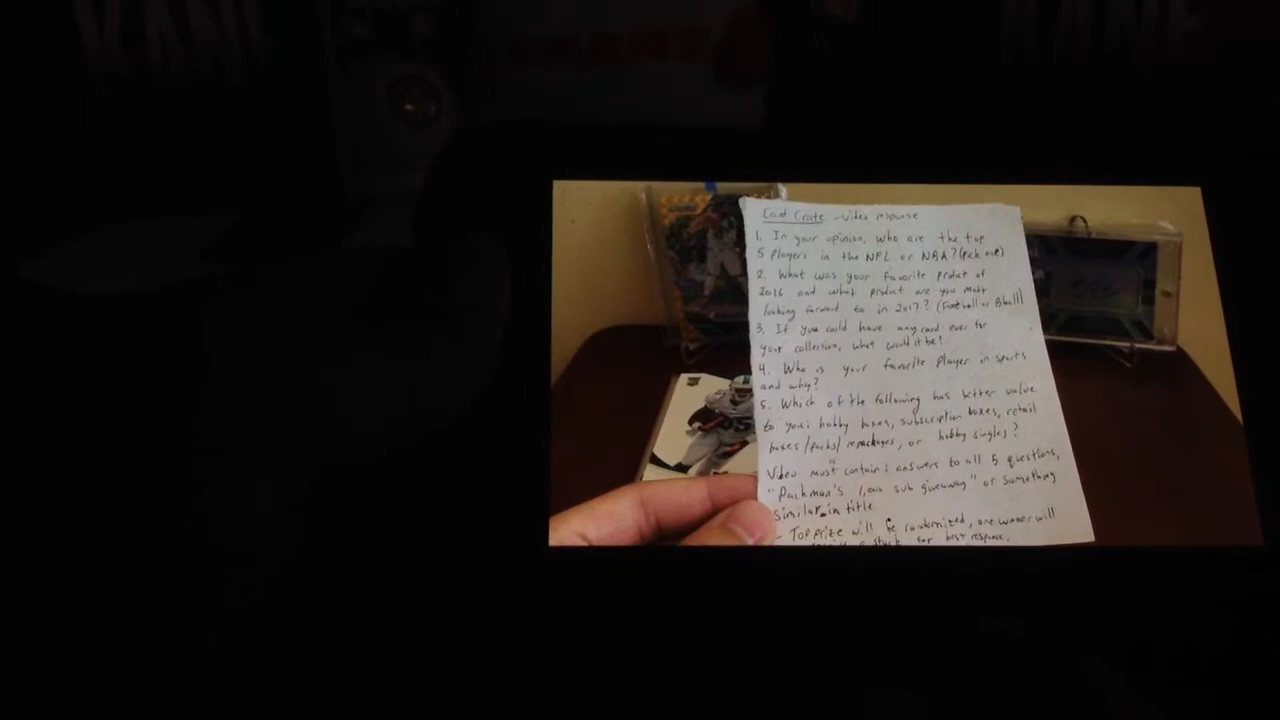 Card Crate - video response
1. In your opinion, who are the top
5 players in the NFL or NBA? (pick one)
2. What was your favorite produt of
2016 and what product are you most
looking forward to in 2017? (Football or Bball)
3. If you could have any card ever for
your collection, what would it be?
4. Who is your favorite player in sports
and why?
5. Which of the following has better value
to you: hobby boxes, subscription boxes, retail
boxes/packs/repackages, or hobby singles?
Video must contain: answers to all 5 questions,
"Packman's 1,000 sub giveaway" or something
similar in title
- Top prize will be randomized, one winner will
a stack for best response.